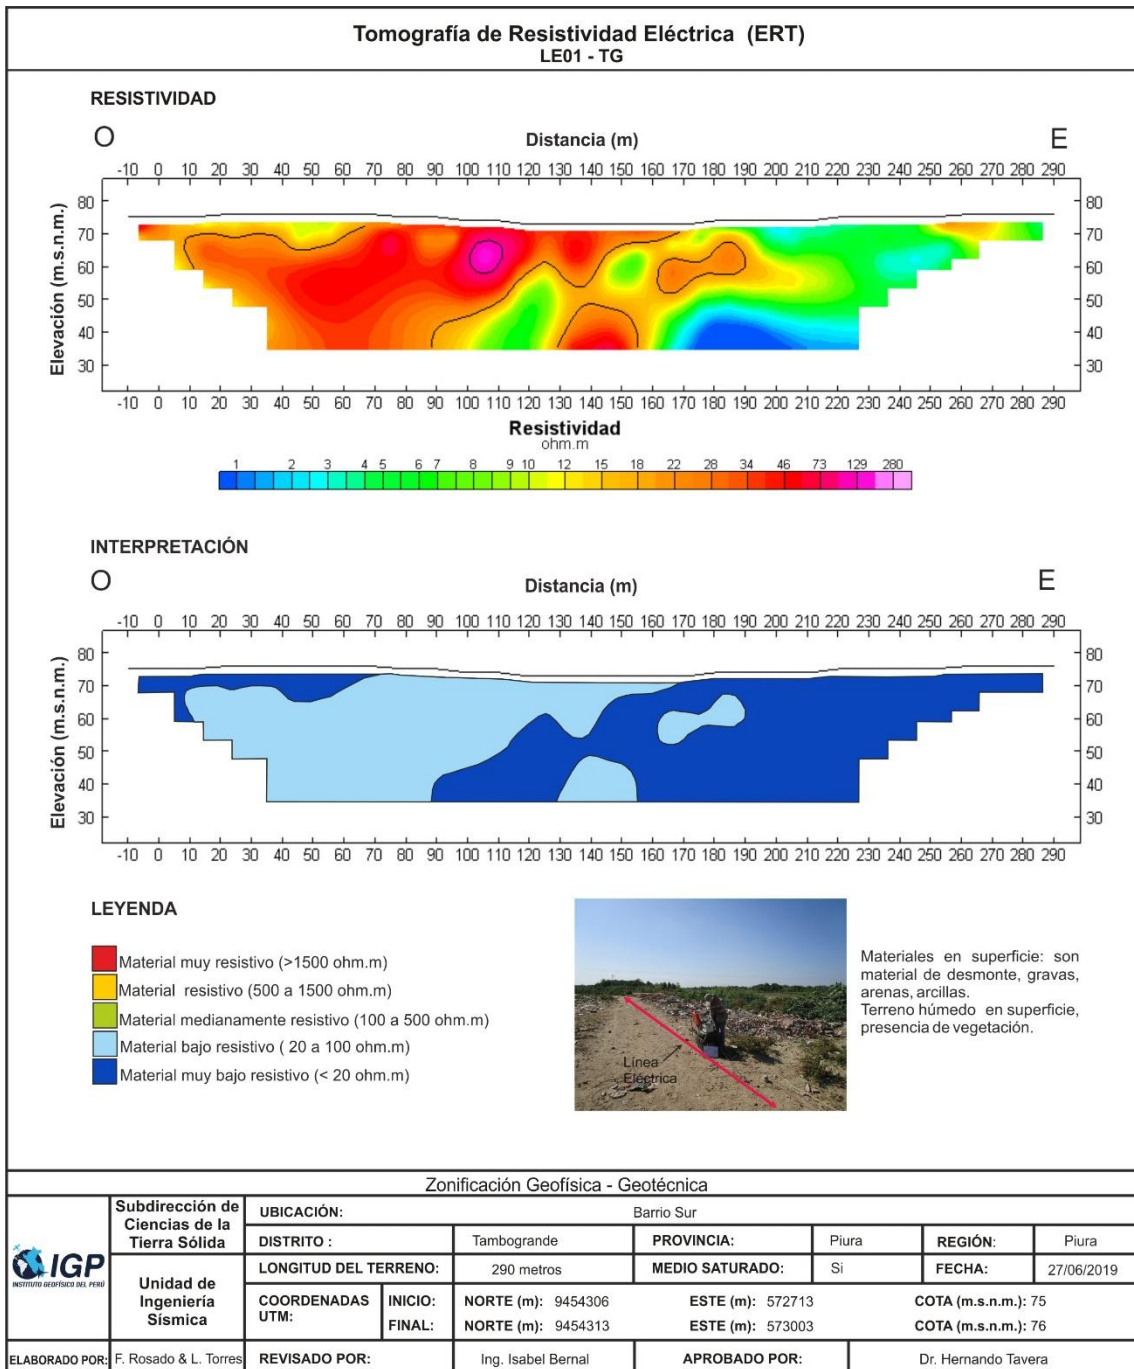 Tomografía de Resistividad Eléctrica (ERT)
LE01 - TG
RESISTIVIDAD
O
Distancia (m)
E
-10 0 10 20 30 40 50 60 70 80 90 100 110 120 130 140 150 160 170 180 190 200 210 220 230 240 250 260 270 280 290
Elevación (m.s.n.m.)
80 80
70 70
60 60
50 50
40 40
30 30
-10 0 10 20 30 40 50 60 70 80 90 100 110 120 130 140 150 160 170 180 190 200 210 220 230 240 250 260 270 280 290
Resistividad
ohm.m
1 2 3 4 5 6 7 8 9 10 12 15 18 22 28 34 46 73 129 280
INTERPRETACIÓN
O
Distancia (m)
E
-10 0 10 20 30 40 50 60 70 80 90 100 110 120 130 140 150 160 170 180 190 200 210 220 230 240 250 260 270 280 290
Elevación (m.s.n.m.)
80 80
70 70
60 60
50 50
40 40
30 30
-10 0 10 20 30 40 50 60 70 80 90 100 110 120 130 140 150 160 170 180 190 200 210 220 230 240 250 260 270 280 290
LEYENDA
Material muy resistivo (>1500 ohm.m)
Material resistivo (500 a 1500 ohm.m)
Material medianamente resistivo (100 a 500 ohm.m)
Material bajo resistivo ( 20 a 100 ohm.m)
Material muy bajo resistivo (< 20 ohm.m)
Línea
Eléctrica
Materiales en superficie: son
material de desmonte, gravas,
arenas, arcillas.
Terreno húmedo en superficie,
presencia de vegetación.
Zonificación Geofísica - Geotécnica
IGP
INSTITUTO GEOFÍSICO DEL PERÚ
Subdirección de
Ciencias de la
Tierra Sólida
Unidad de
Ingeniería
Sísmica
UBICACIÓN: Barrio Sur
DISTRITO : Tambogrande PROVINCIA: Piura REGIÓN: Piura
LONGITUD DEL TERRENO: 290 metros MEDIO SATURADO: Si FECHA: 27/06/2019
COORDENADAS
UTM:
INICIO: NORTE (m): 9454306 ESTE (m): 572713 COTA (m.s.n.m.): 75
FINAL: NORTE (m): 9454313 ESTE (m): 573003 COTA (m.s.n.m.): 76
ELABORADO POR: F. Rosado & L. Torres REVISADO POR: Ing. Isabel Bernal APROBADO POR: Dr. Hernando Tavera